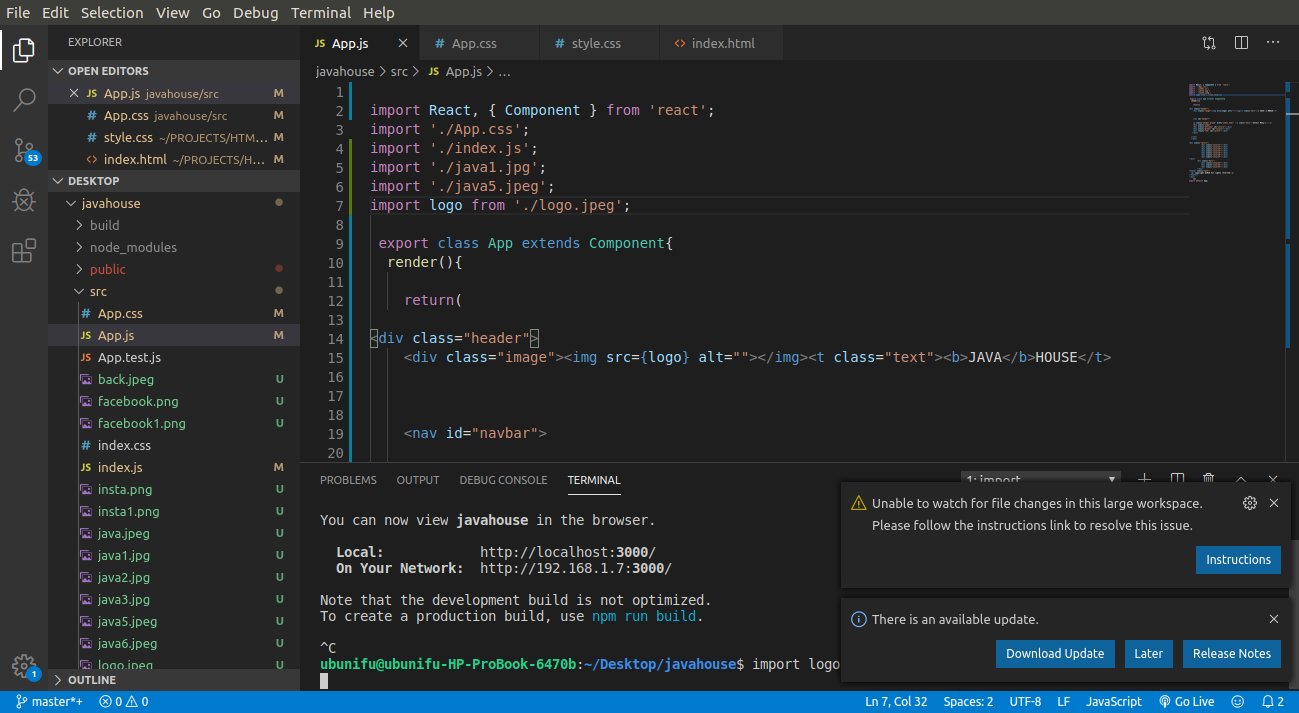 File Edit Selection View Go Debug Terminal Help
EXPLORER
OPEN EDITORS
App.js javahouse/src M
App.css javahouse/src M
style.css ~/PROJECTS/HTM... M
index.html ~/PROJECTS/H... M
DESKTOP
javahouse
build
node_modules
public
src
App.css M
App.js M
App.test.js
back.jpeg U
facebook.png U
facebook1.png U
index.css
index.js M
insta.png U
insta1.png U
java.jpeg U
java1.jpg U
java2.jpg U
java3.jpg U
java5.jpeg U
java6.jpeg U
logo.jpeg U
OUTLINE
53
1
JS App.js App.css style.css index.html
javahouse > src > JS App.js > ...
1
2 import React, { Component } from 'react';
3 import './App.css';
4 import './index.js';
5 import './java1.jpg';
6 import './java5.jpeg';
7 import logo from './logo.jpeg';
8
9 export class App extends Component{
10 render(){
11
12 return(
13
14 <div class="header">
15 <div class="image"><img src={logo} alt=""></img><t class="text"><b>JAVA</b>HOUSE</t>
16
17
18
19 <nav id="navbar">
20
PROBLEMS OUTPUT DEBUG CONSOLE TERMINAL
1: import
You can now view javahouse in the browser.
Local: http://localhost:3000/
On Your Network: http://192.168.1.7:3000/
Note that the development build is not optimized.
To create a production build, use npm run build.
^C
ubunifu@ubunifu-HP-ProBook-6470b:~/Desktop/javahouse$ import logo
Unable to watch for file changes in this large workspace.
Please follow the instructions link to resolve this issue.
Instructions
There is an available update.
Download Update Later Release Notes
master*+ 0 0 Ln 7, Col 32 Spaces: 2 UTF-8 LF JavaScript Go Live 2